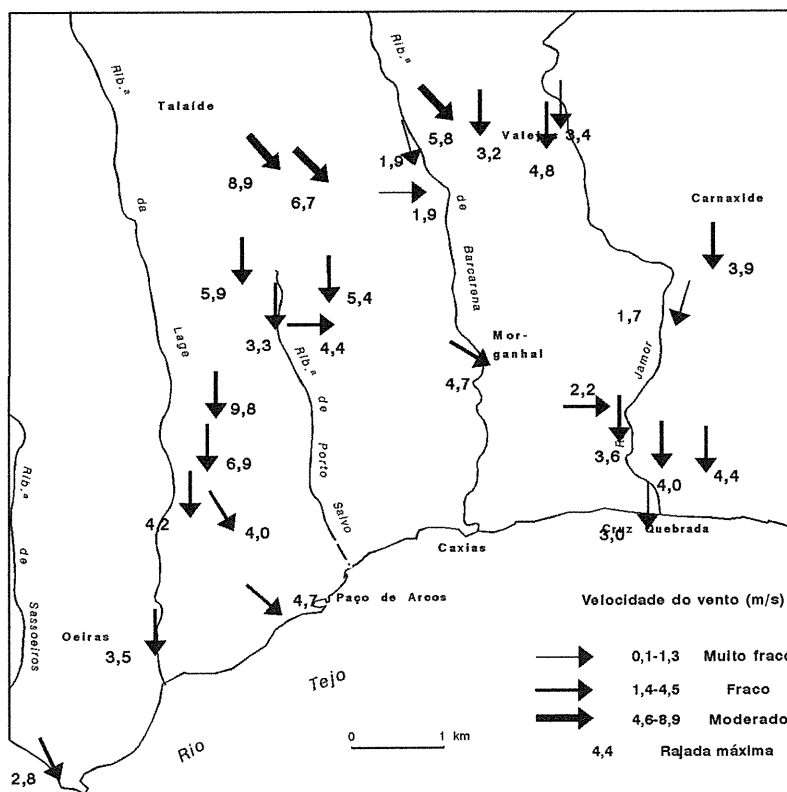 Rib.ª
Rib.ª
Talaíde
5,8
3,2
Valejas
3,4
1,9
4,8
8,9
6,7
da
1,9
de
Carnaxide
3,9
Barcarena
5,9
5,4
1,7
3,3
4,4
Lage
Rib.ª
Mor-
ganhal
Jamor
4,7
2,2
9,8
de
3,6
R.
6,9
Porto
4,0
4,4
Rib.ª
4,2
4,0
Salvo
3,0
Cruz Quebrada
Caxias
de
4,7
Paço de Arcos
Velocidade do vento (m/s)
Sassoeiros
Oeiras
3,5
0,1-1,3 Muito fraco
Tejo
1,4-4,5 Fraco
4,6-8,9 Moderado
Rio
0 1 km
4,4 Rajada máxima
2,8